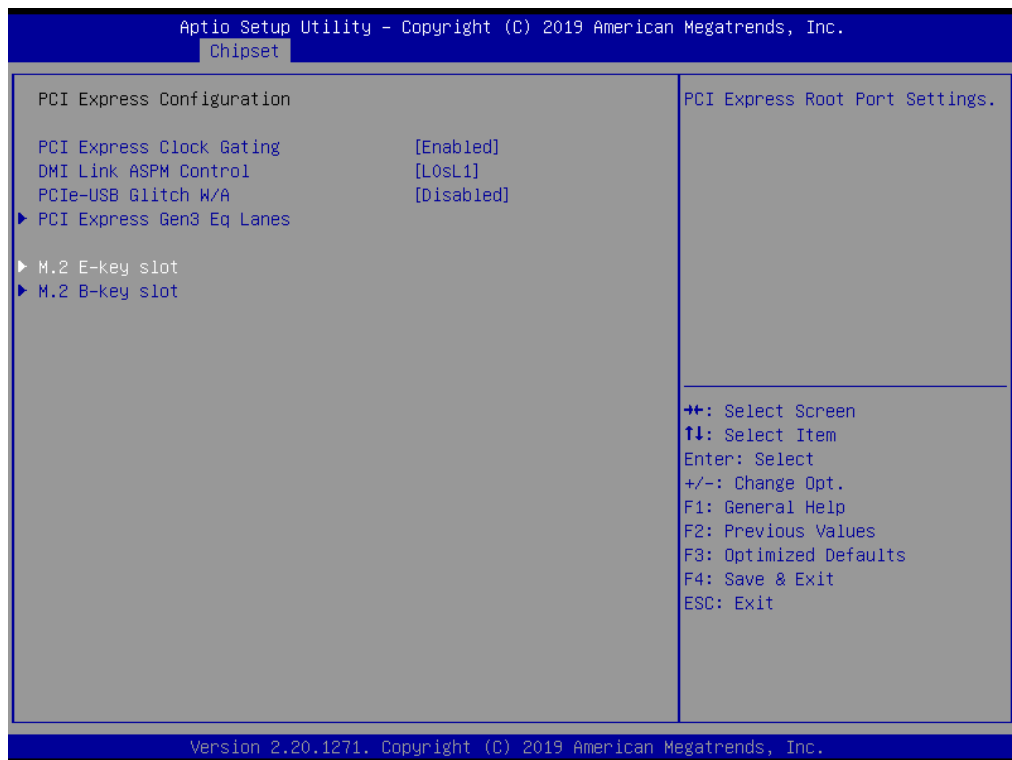 Aptio Setup Utility – Copyright (C) 2019 American Megatrends, Inc.
Chipset
PCI Express Configuration
PCI Express Clock Gating [Enabled]
DMI Link ASPM Control [L0sL1]
PCIe-USB Glitch W/A [Disabled]
▶ PCI Express Gen3 Eq Lanes
▶ M.2 E-key slot
▶ M.2 B-key slot
PCI Express Root Port Settings.
→←: Select Screen
↑↓: Select Item
Enter: Select
+/-: Change Opt.
F1: General Help
F2: Previous Values
F3: Optimized Defaults
F4: Save & Exit
ESC: Exit
Version 2.20.1271. Copyright (C) 2019 American Megatrends, Inc.